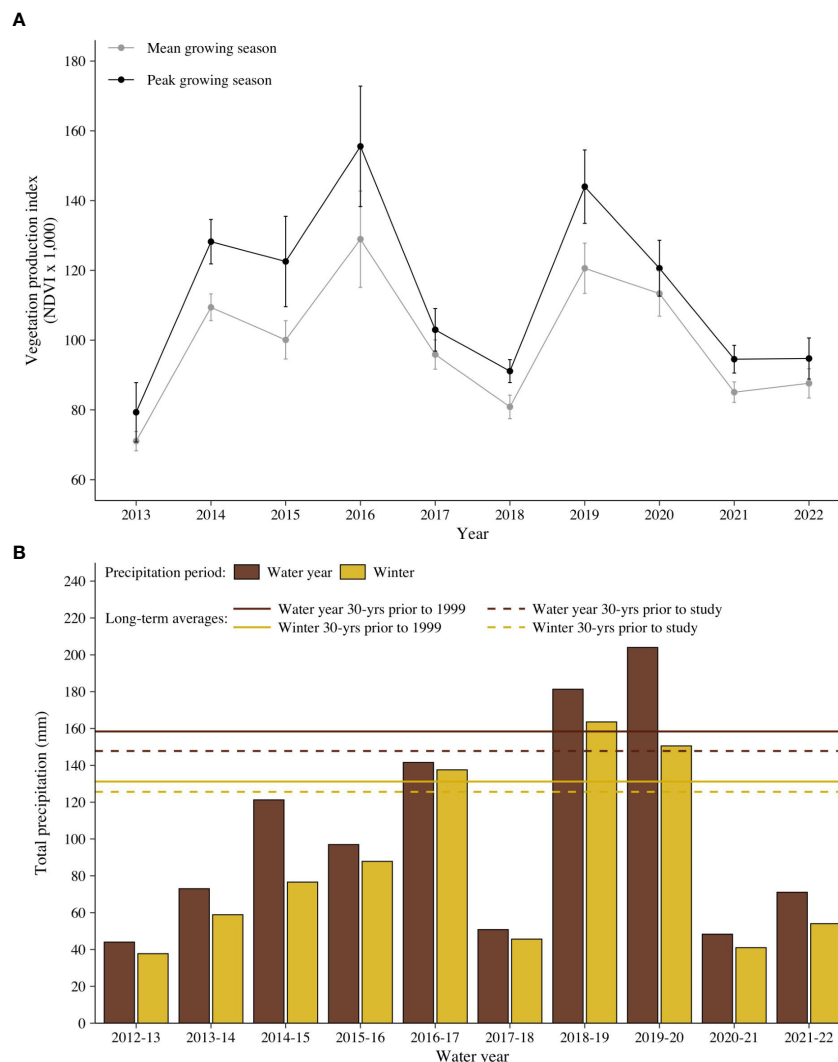 A
Mean growing season
Peak growing season
180
160
140
120
100
80
60
Vegetation production index
(NDVI x 1,000)
2013 2014 2015 2016 2017 2018 2019 2020 2021 2022
Year
B
Precipitation period: Water year Winter
Long-term averages: Water year 30-yrs prior to 1999 Water year 30-yrs prior to study
Winter 30-yrs prior to 1999 Winter 30-yrs prior to study
240
220
200
180
160
140
120
100
80
60
40
20
0
Total precipitation (mm)
2012-13 2013-14 2014-15 2015-16 2016-17 2017-18 2018-19 2019-20 2020-21 2021-22
Water year